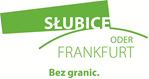 SŁUBICE
ODER
FRANKFURT
Bez granic.